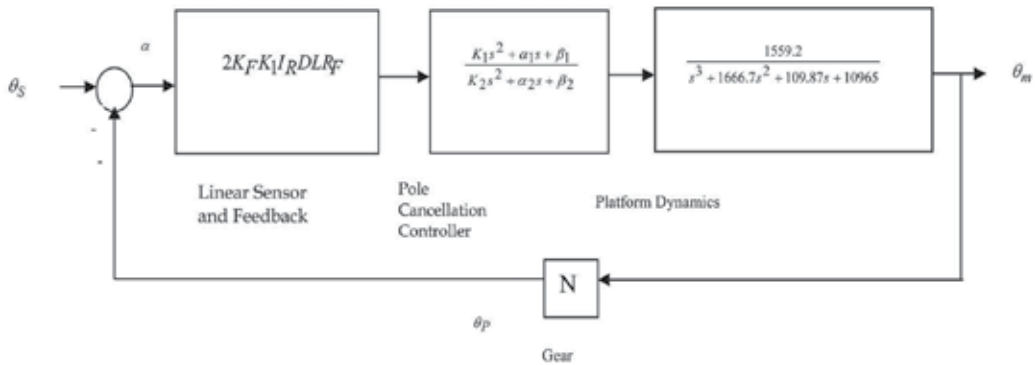 α
θS
2KFK1IRDLRF
K1s² + α1s + β1
K2s² + α2s + β2
1559.2
s³ + 1666.7s² + 109.87s + 10965
θm
-
-
Linear Sensor
and Feedback
Pole
Cancellation
Controller
Platform Dynamics
N
θP
Gear